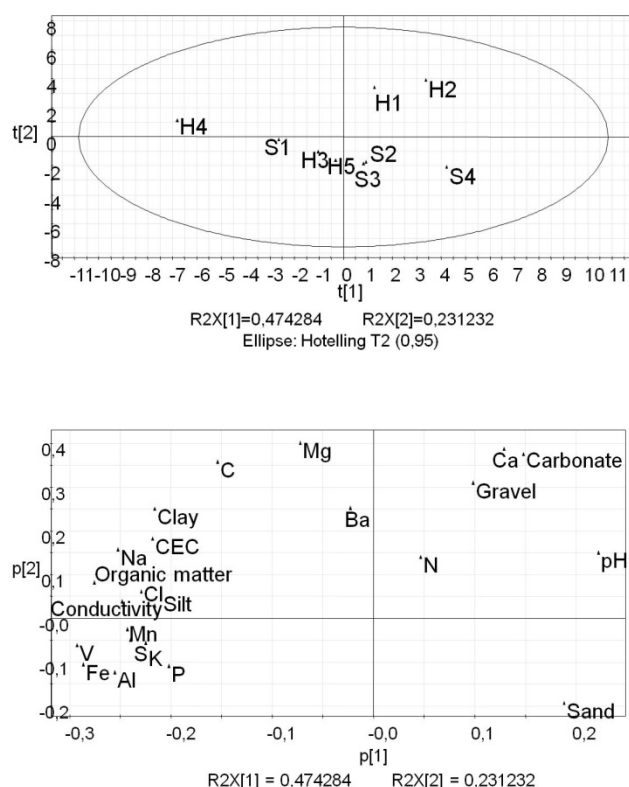 8
6
4
2
t[2]
0
-2
-4
-6
-8
H4
H1
H2
S1
H3
H5
S2
S3
S4
-11-10-9 -8 -7 -6 -5 -4 -3 -2 -1 0 1 2 3 4 5 6 7 8 9 10 11
t[1]
R2X[1]=0,474284 R2X[2]=0,231232
Ellipse: Hotelling T2 (0,95)
0,4
0,3
0,2
0,1
p[2]
-0,0
-0,1
-0,2
Mg
C
Ca
Carbonate
Gravel
Clay
Ba
CEC
Na
N
pH
Organic matter
Cl
Conductivity
Silt
Mn
V
S
K
Fe
Al
P
Sand
-0,3 -0,2 -0,1 -0,0 0,1 0,2
p[1]
R2X[1] = 0.474284 R2X[2] = 0.231232